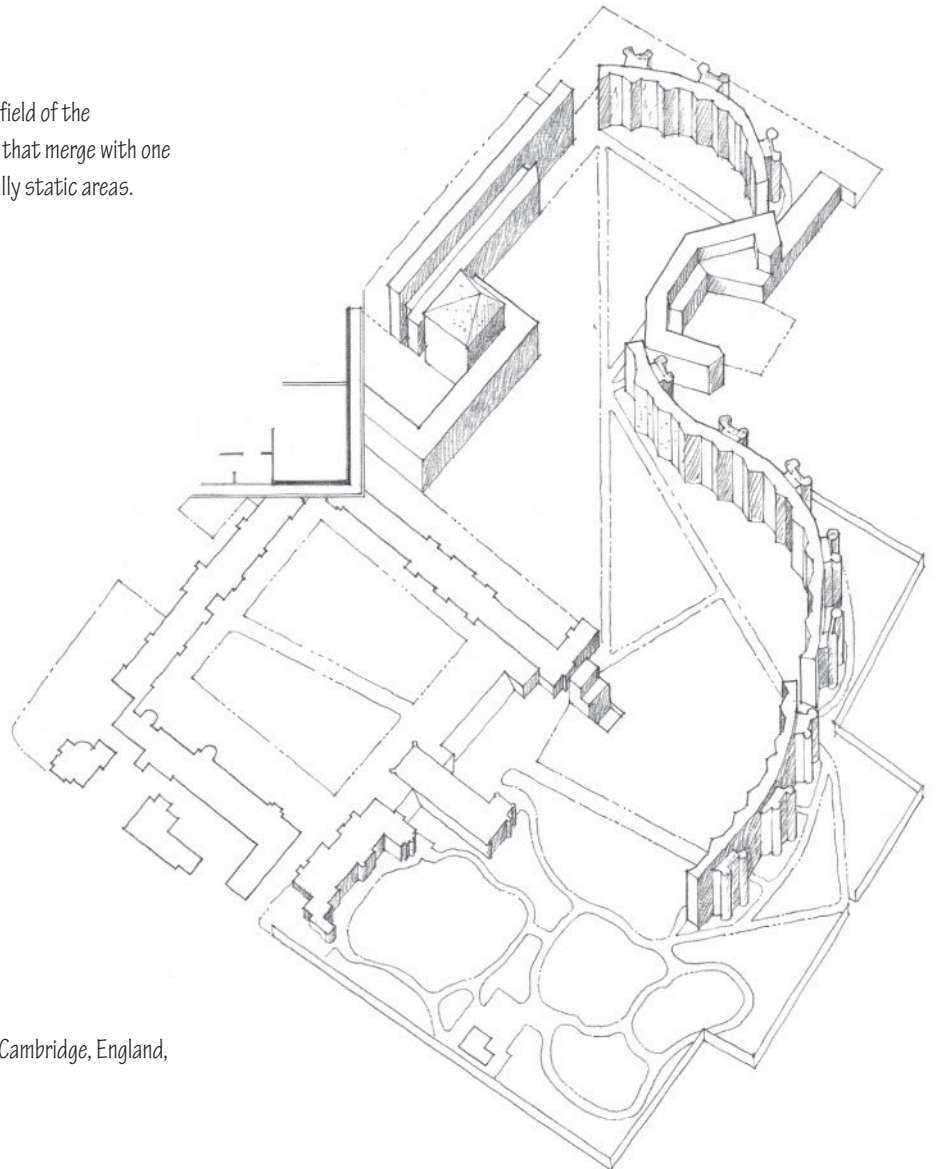 field of the
that merge with one
lly static areas.
Cambridge, England,